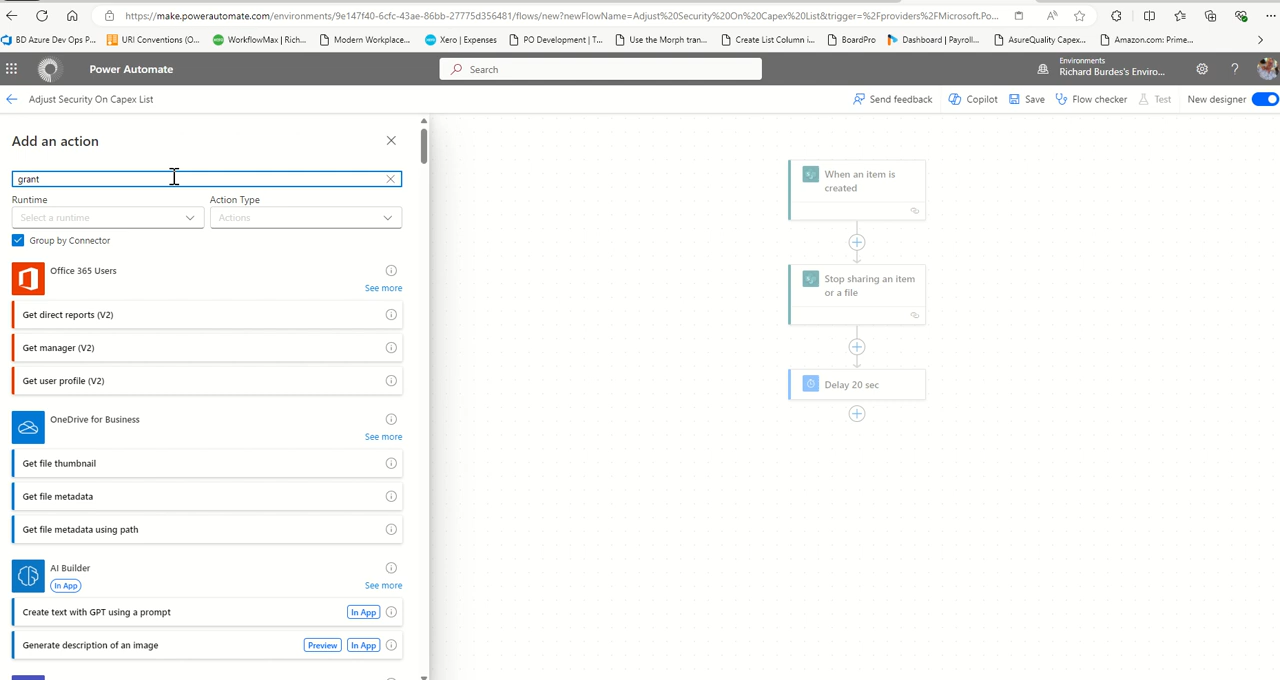 https://make.powerautomate.com/environments/9e147f40-6cfc-43ae-86bb-27775d356481/flows/new?newFlowName=Adjust%20Security%20On%20Capex%20List&trigger=%2Fproviders%2FMicrosoft.Po...
BD Azure Dev Ops P... URI Conventions (O... WorkflowMax | Rich... Modern Workplace... Xero | Expenses PO Development | T... Use the Morph tran... Create List Column i... BoardPro Dashboard | Payroll... AsureQuality Capex... Amazon.com: Prime...
Power Automate
Search
Environments
Richard Burdes's Enviro...
Adjust Security On Capex List
Send feedback Copilot Save Flow checker Test New designer
Add an action
grant
Runtime Action Type
Select a runtime Actions
Group by Connector
Office 365 Users
See more
Get direct reports (V2)
Get manager (V2)
Get user profile (V2)
OneDrive for Business
See more
Get file thumbnail
Get file metadata
Get file metadata using path
AI Builder
In App
See more
Create text with GPT using a prompt In App
Generate description of an image Preview In App
When an item is
created
Stop sharing an item
or a file
Delay 20 sec